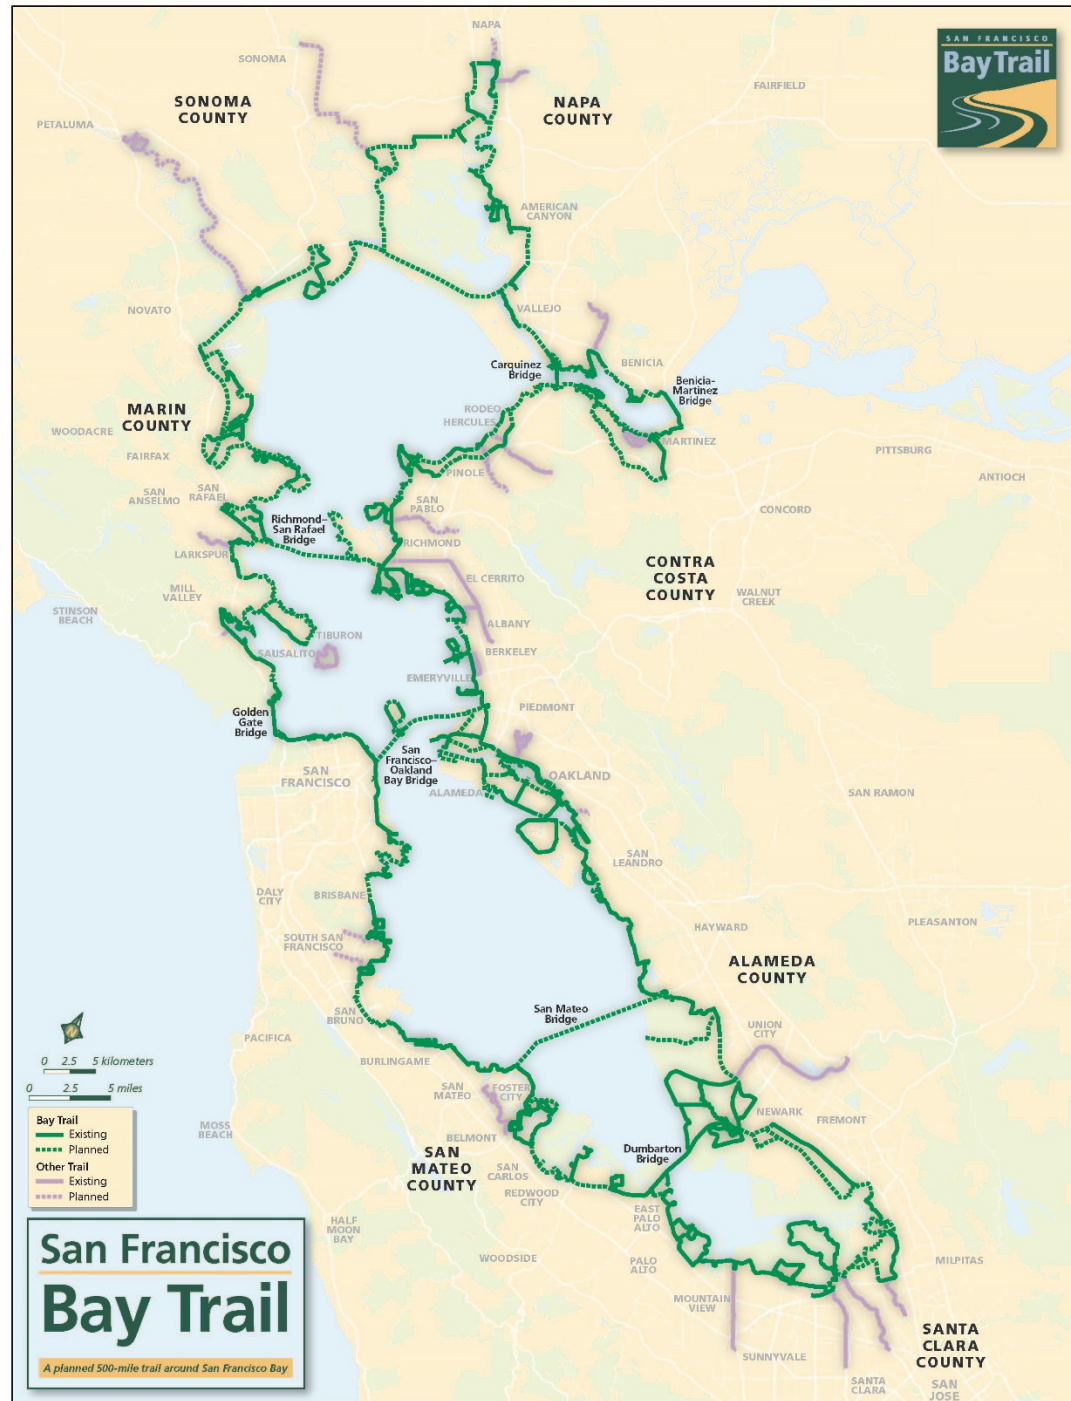 NAPA
SAN FRANCISCO
Bay Trail
SONOMA
FAIRFIELD
SONOMA
COUNTY
NAPA
COUNTY
PETALUMA
AMERICAN
CANYON
NOVATO
VALLEJO
Carquinez
Bridge
BENICIA
Benicia-
Martinez
Bridge
MARIN
COUNTY
RODEO
HERCULES
WOODACRE
FAIRFAX
MARTINEZ
PITTSBURG
PINOLE
ANTIOCH
SAN
ANSELMO
SAN
RAFAEL
SAN
PABLO
CONCORD
Richmond–
San Rafael
Bridge
RICHMOND
LARKSPUR
CONTRA
COSTA
COUNTY
EL CERRITO
MILL
VALLEY
WALNUT
CREEK
STINSON
BEACH
ALBANY
TIBURON
SAUSALITO
BERKELEY
EMERYVILLE
Golden
Gate
Bridge
PIEDMONT
San
Francisco–
Oakland
Bay Bridge
SAN
FRANCISCO
OAKLAND
ALAMEDA
SAN RAMON
SAN
LEANDRO
DALY
CITY
BRISBANE
PLEASANTON
HAYWARD
SOUTH SAN
FRANCISCO
ALAMEDA
COUNTY
San Mateo
Bridge
SAN
BRUNO
UNION
CITY
PACIFICA
N
0 2.5 5 kilometers
0 2.5 5 miles
BURLINGAME
SAN
MATEO
FOSTER
CITY
NEWARK
FREMONT
Bay Trail
Existing
Planned
Other Trail
Existing
Planned
MOSS
BEACH
BELMONT
Dumbarton
Bridge
SAN
MATEO
COUNTY
SAN
CARLOS
REDWOOD
CITY
EAST
PALO
ALTO
HALF
MOON
BAY
WOODSIDE
PALO
ALTO
MILPITAS
MOUNTAIN
VIEW
San Francisco
Bay Trail
A planned 500-mile trail around San Francisco Bay
SANTA
CLARA
COUNTY
SUNNYVALE
SANTA
CLARA
SAN
JOSE